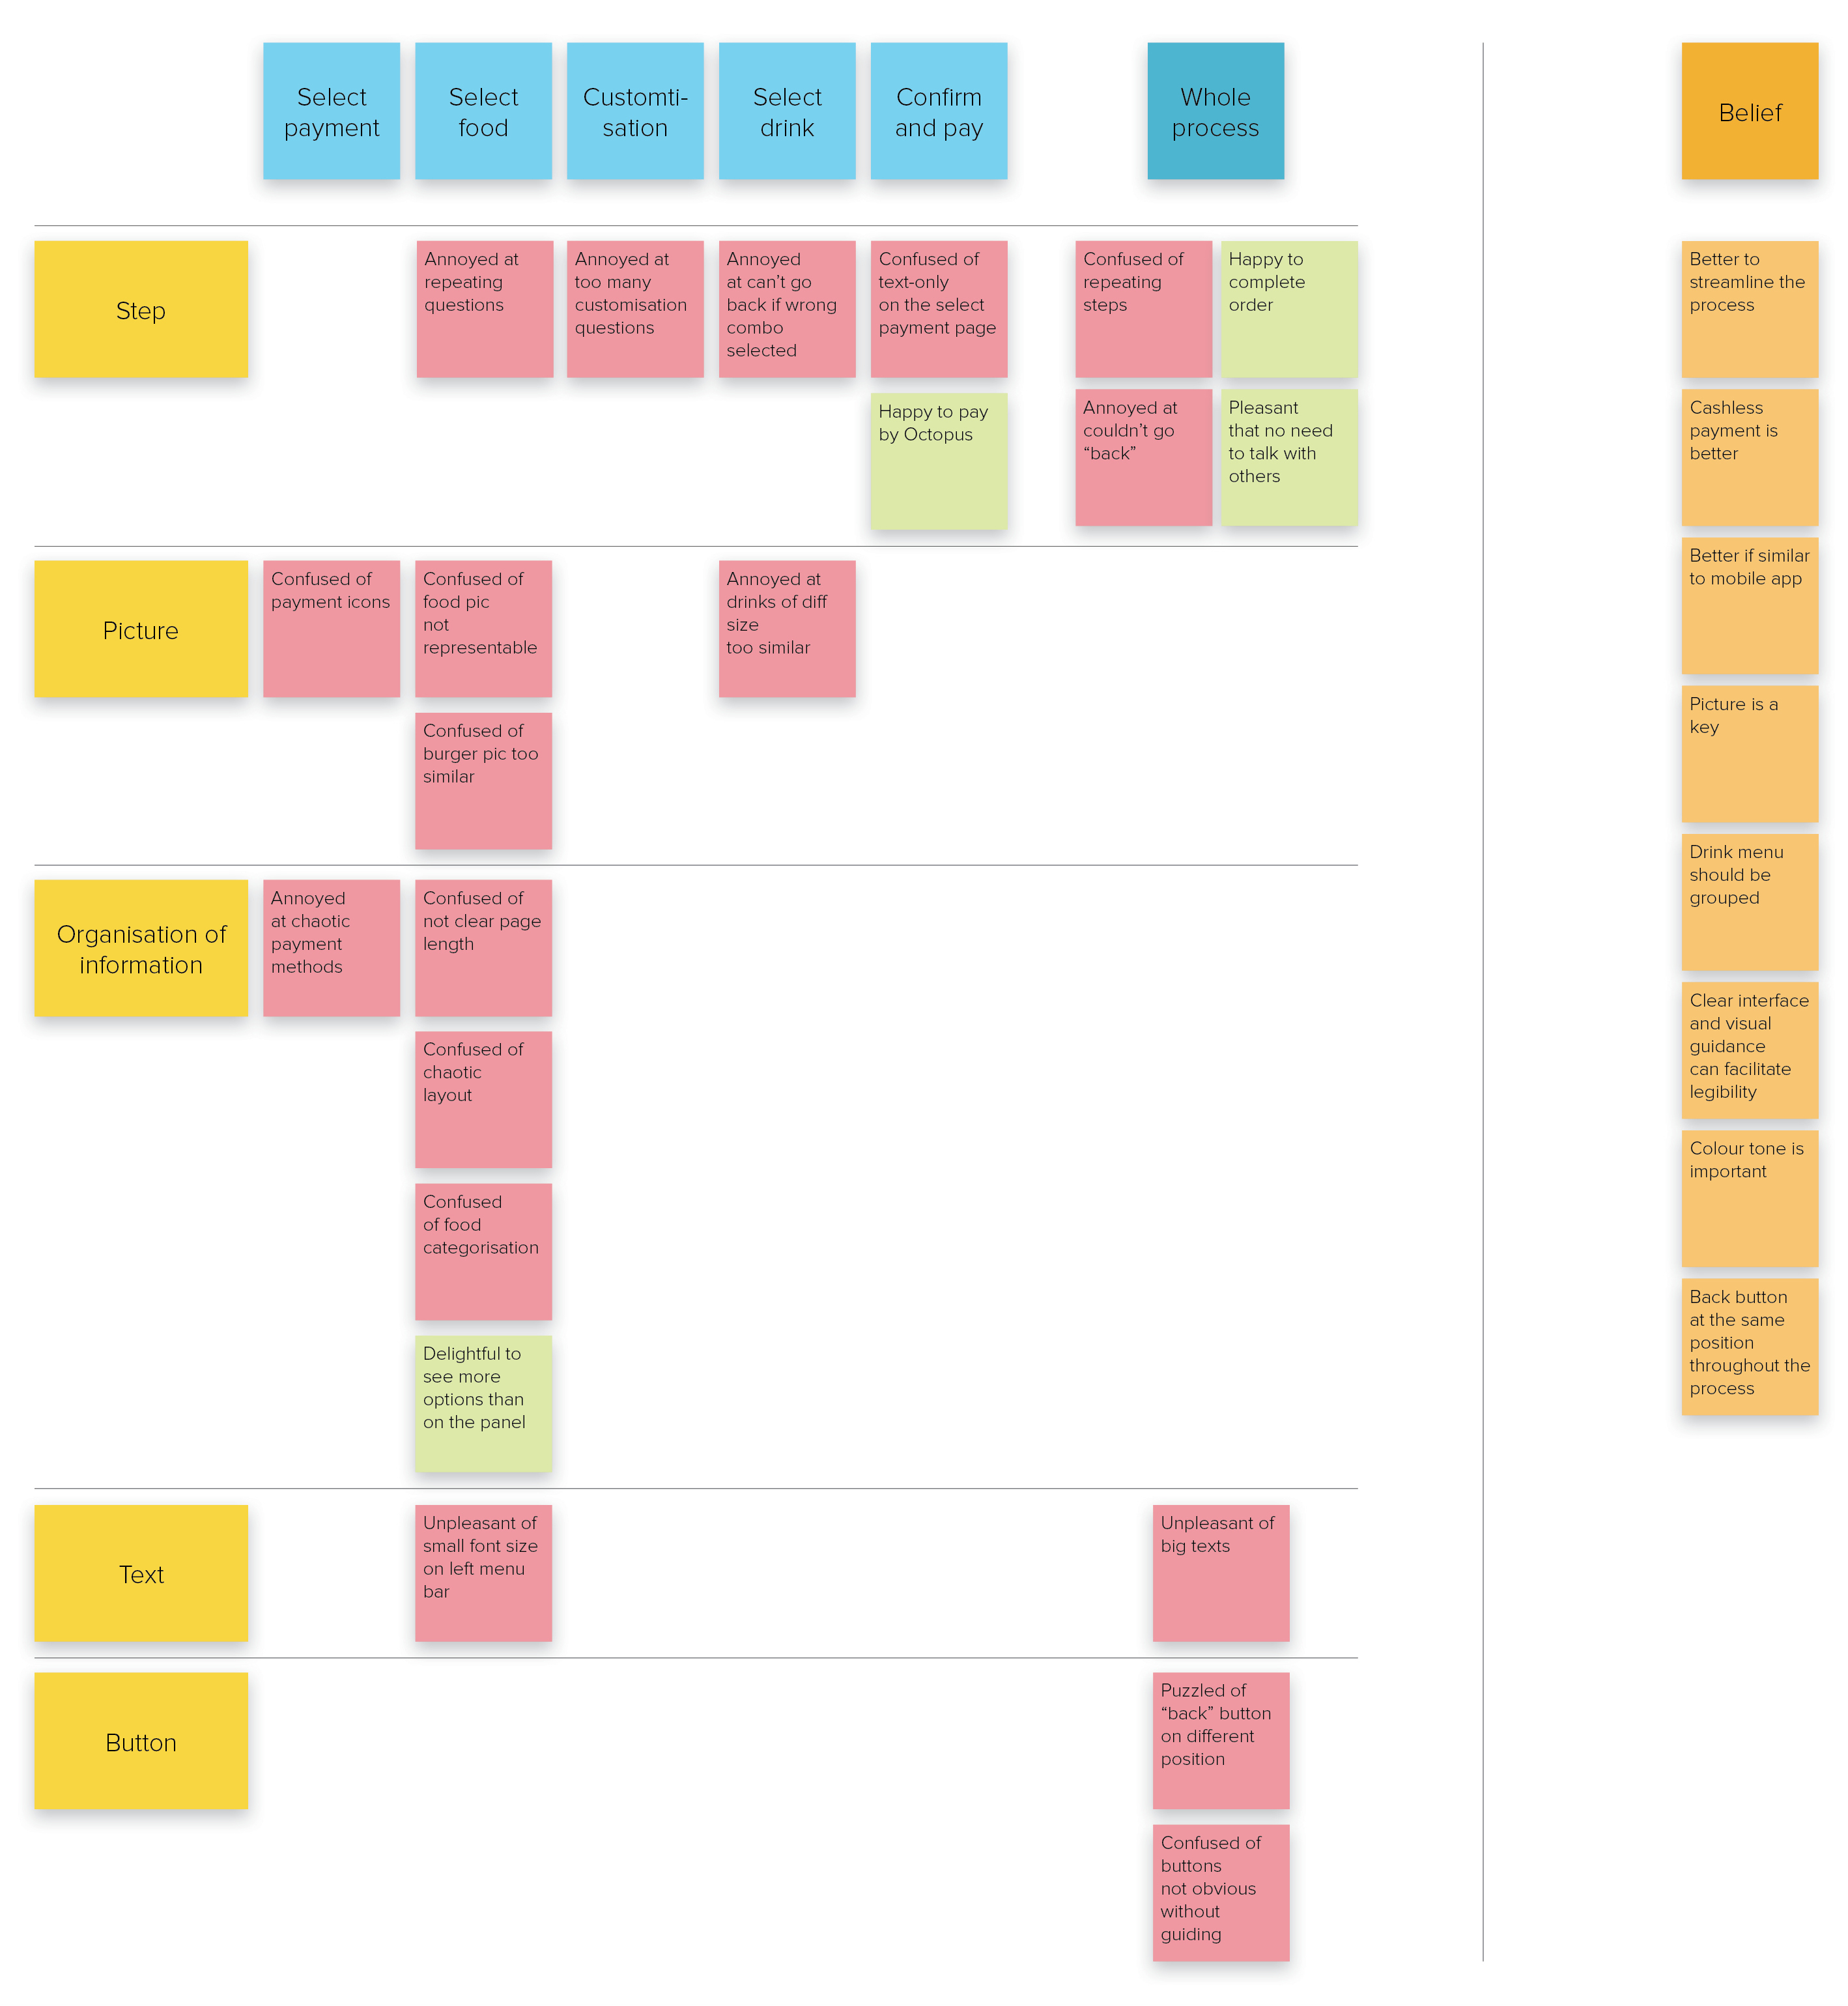 Select
payment
Select
food
Customti-
sation
Select
drink
Confirm
and pay
Whole
process
Belief
Step
Annoyed at
repeating
questions
Annoyed at
too many
customisation
questions
Annoyed
at can’t go
back if wrong
combo
selected
Confused of
text-only
on the select
payment page
Happy to pay
by Octopus
Confused of
repeating
steps
Happy to
complete
order
Annoyed at
couldn’t go
“back”
Pleasant
that no need
to talk with
others
Picture
Confused of
payment icons
Confused of
food pic
not
representable
Confused of
burger pic too
similar
Annoyed at
drinks of diff
size
too similar
Organisation of
information
Annoyed
at chaotic
payment
methods
Confused of
not clear page
length
Confused of
chaotic
layout
Confused
of food
categorisation
Delightful to
see more
options than
on the panel
Text
Unpleasant of
small font size
on left menu
bar
Unpleasant of
big texts
Button
Puzzled of
“back” button
on different
position
Confused of
buttons
not obvious
without
guiding
Better to
streamline the
process
Cashless
payment is
better
Better if similar
to mobile app
Picture is a
key
Drink menu
should be
grouped
Clear interface
and visual
guidance
can facilitate
legibility
Colour tone is
important
Back button
at the same
position
throughout the
process